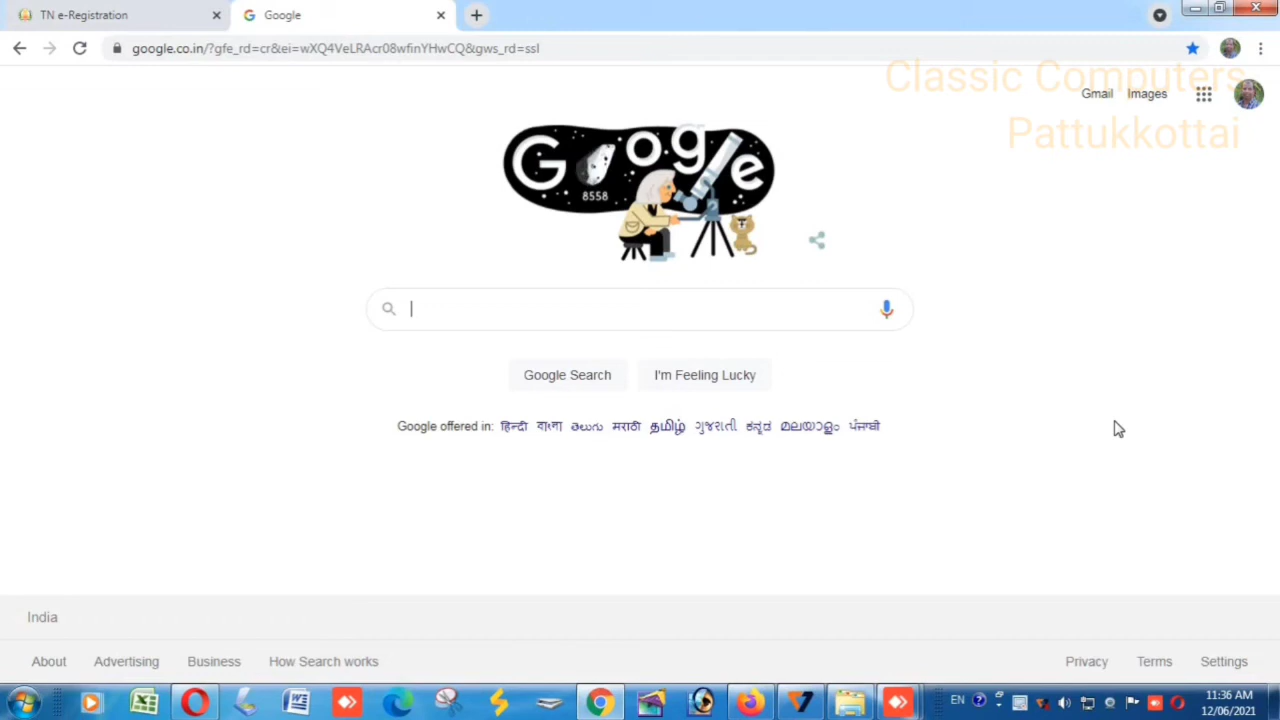 TN e-Registration
Google
google.co.in/?gfe_rd=cr&ei=wXQ4VeLRAcr08wfinYHwCQ&gws_rd=ssl
Classic Computers
Pattukkottai
Gmail Images
Google
8558
Google Search I'm Feeling Lucky
Google offered in: हिन्दी বাংলা తెలుగు मराठी தமிழ் ગુજરાતી ಕನ್ನಡ മലയാളം ਪੰਜਾਬੀ
India
About Advertising Business How Search works Privacy Terms Settings
EN 11:36 AM
12/06/2021